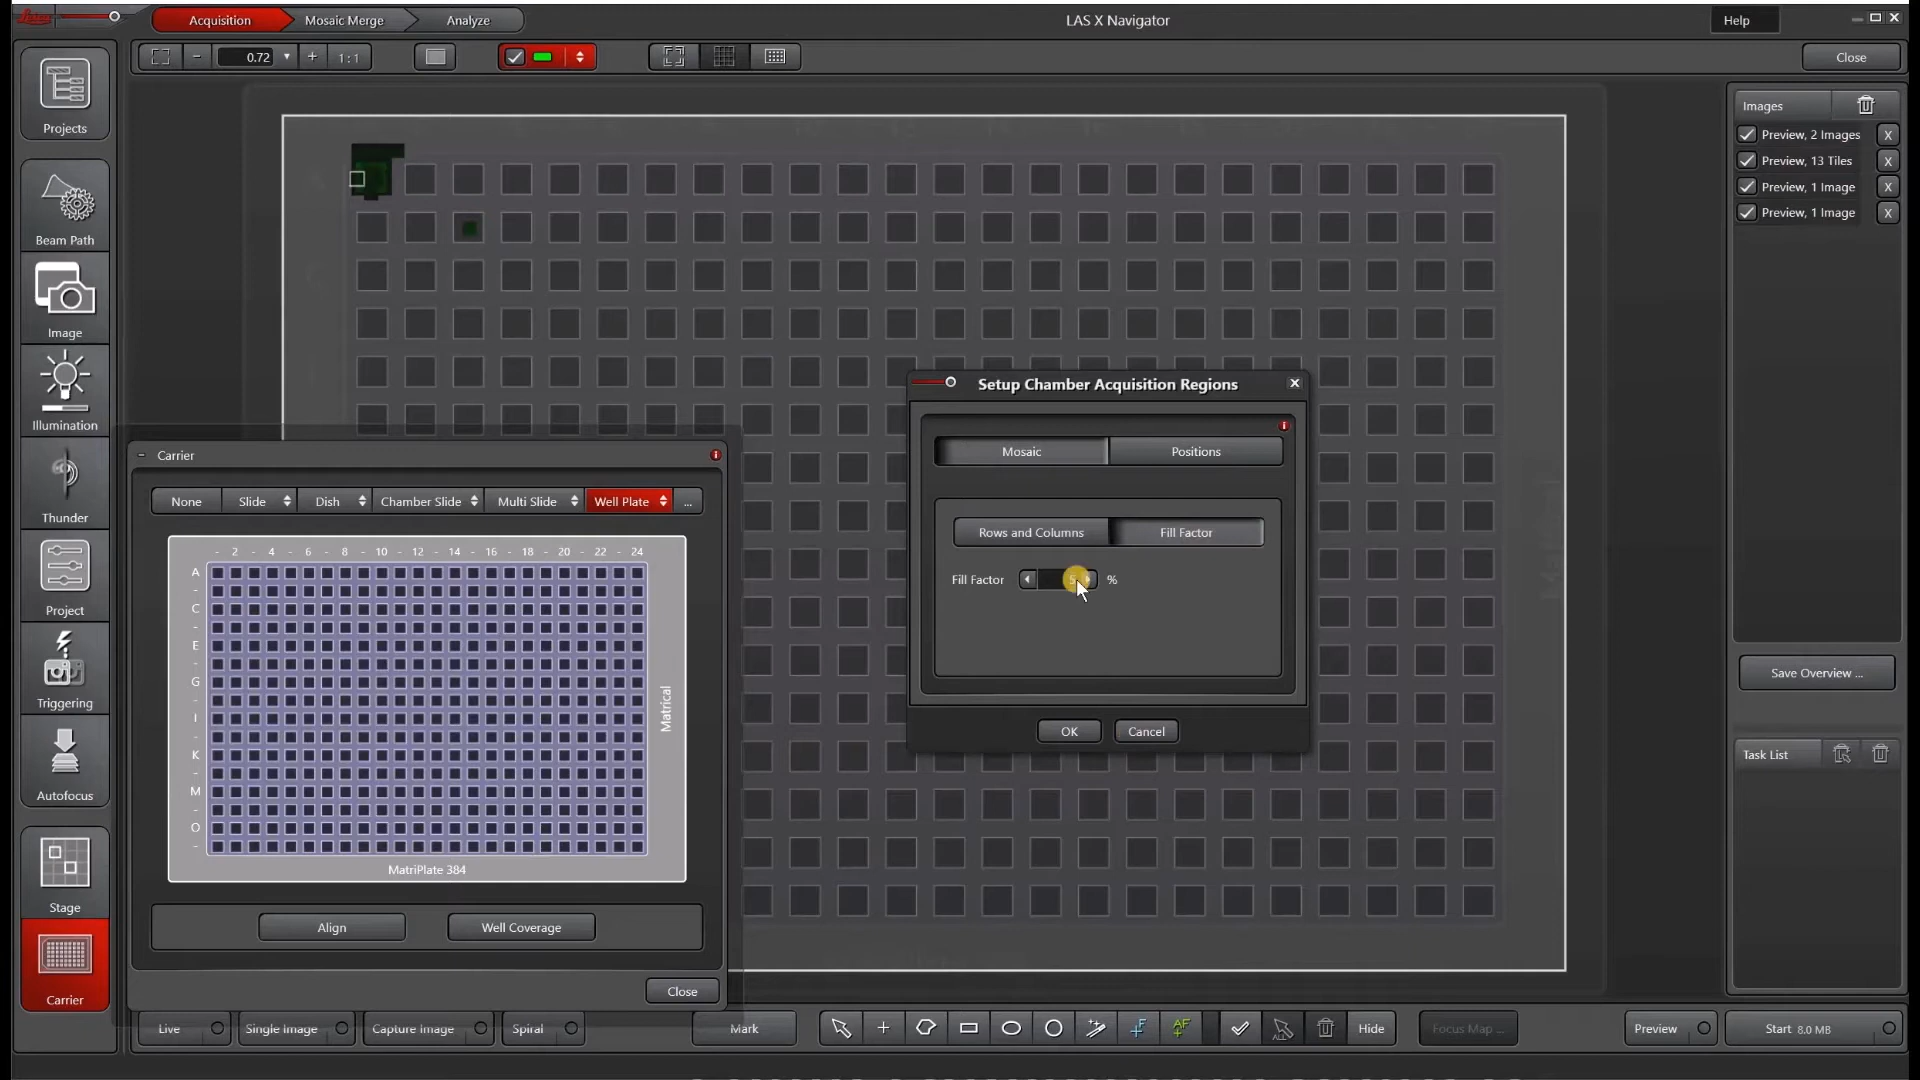 Acquisition
Mosaic Merge
Analyze
LAS X Navigator
Help
0.72
1:1
Close
Projects
Beam Path
Image
Illumination
Thunder
Project
Triggering
Autofocus
Stage
Carrier
Images
Preview, 2 Images
X
Preview, 13 Tiles
X
Preview, 1 Image
X
Preview, 1 Image
X
Save Overview ...
Task List
Setup Chamber Acquisition Regions
Mosaic
Positions
Rows and Columns
Fill Factor
Fill Factor
%
OK
Cancel
Carrier
None
Slide
Dish
Chamber Slide
Multi Slide
Well Plate
...
- 2 - 4 - 6 - 8 - 10 - 12 - 14 - 16 - 18 - 20 - 22 - 24
A
-
C
-
E
-
G
-
I
-
K
-
M
-
O
-
Matrical
MatriPlate 384
Align
Well Coverage
Close
Live
Single Image
Capture Image
Spiral
Mark
F
AF
ALL
Hide
Focus Map ...
Preview
Start 8.0 MB